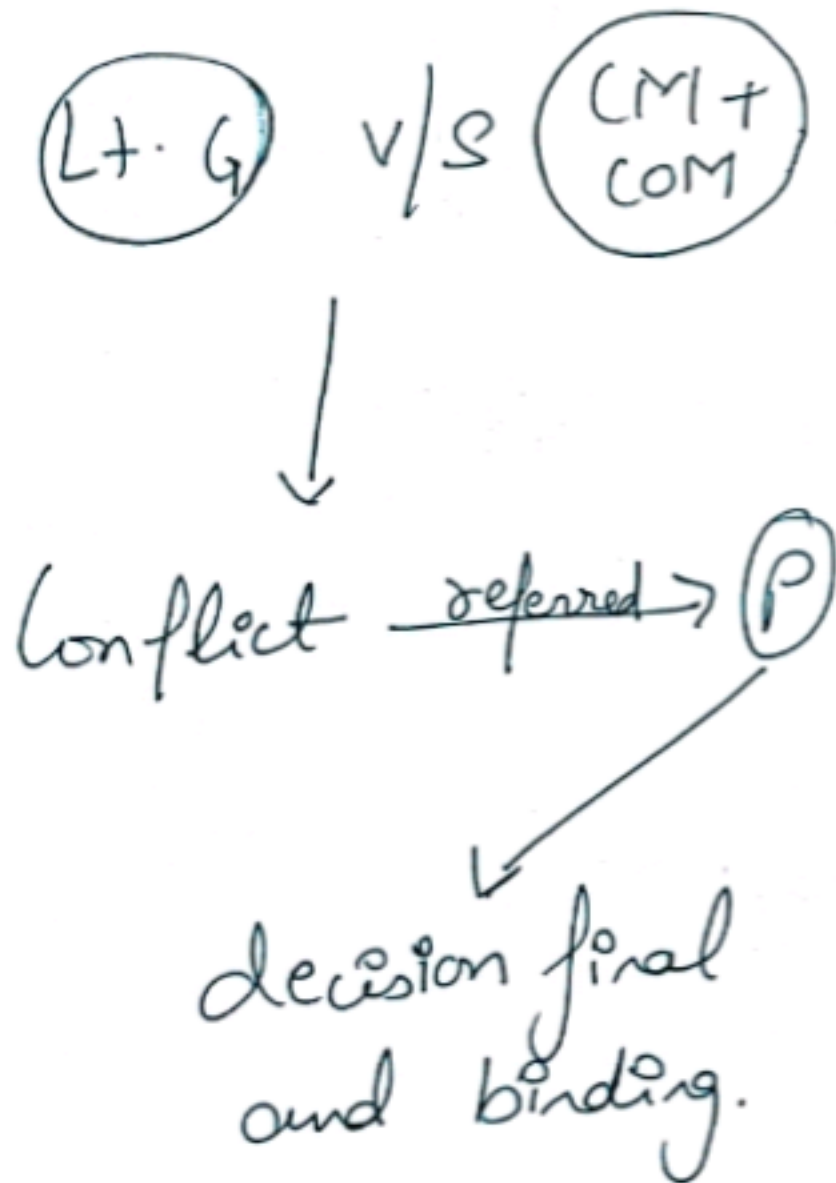 Lt. G v/s CM +
COM
Conflict referred P
decision final
and binding.